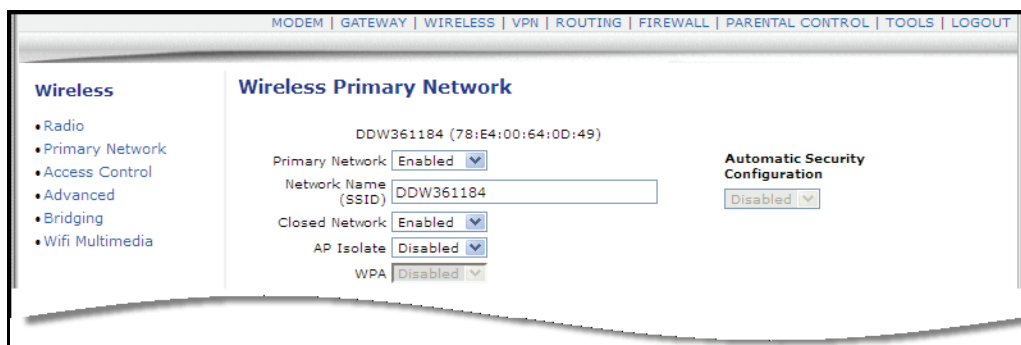 MODEM | GATEWAY | WIRELESS | VPN | ROUTING | FIREWALL | PARENTAL CONTROL | TOOLS | LOGOUT
Wireless
• Radio
• Primary Network
• Access Control
• Advanced
• Bridging
• Wifi Multimedia
Wireless Primary Network
DDW361184 (78:E4:00:64:0D:49)
Primary Network Enabled
Network Name
(SSID) DDW361184
Closed Network Enabled
AP Isolate Disabled
WPA Disabled
Automatic Security
Configuration
Disabled